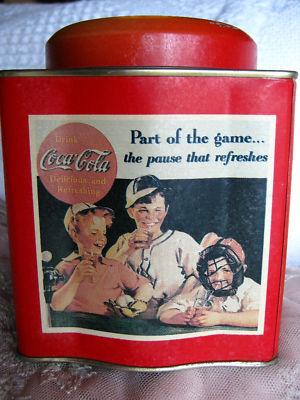 Drink
Coca-Cola
Delicious and
Refreshing
Part of the game...
the pause that refreshes